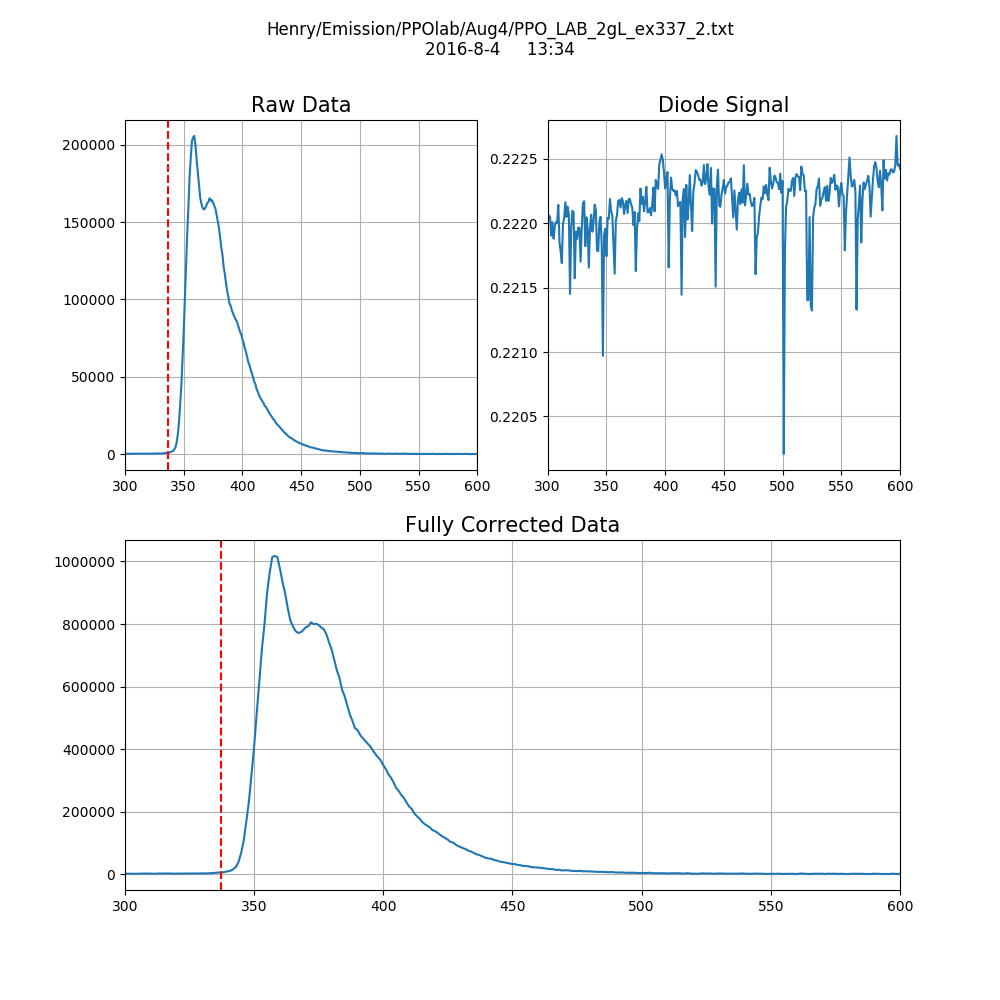 Henry/Emission/PPOlab/Aug4/PPO_LAB_2gL_ex337_2.txt
2016-8-4 13:34
Raw Data
200000
150000
100000
50000
0
300 350 400 450 500 550 600
Diode Signal
0.2225
0.2220
0.2215
0.2210
0.2205
300 350 400 450 500 550 600
Fully Corrected Data
1000000
800000
600000
400000
200000
0
300 350 400 450 500 550 600